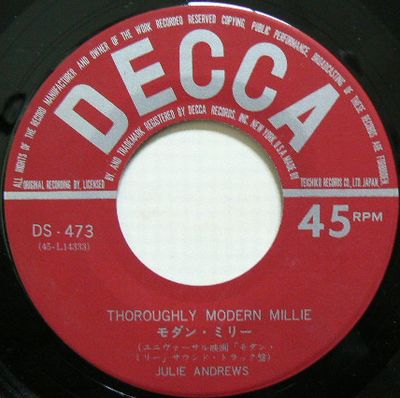 ALL RIGHTS OF THE RECORD MANUFACTURER AND OWNER OF THE WORK RECORDED RESERVED COPYING, PUBLIC PERFORMANCE, BROADCASTING OF THESE RECORDS ARE FORBIDDEN
DECCA
ORIGINAL RECORDING BY, LICENSED BY, AND TRADEMARK REGISTERED BY DECCA RECORDS, INC. NEW YORK, U.S.A. MADE BY TEICHIKU RECORDS CO., LTD. JAPAN.
DS - 473
(45-L14333)
45 RPM
THOROUGHLY MODERN MILLIE
モダン・ミリー
(ユニヴァーサル映画「モダン・
ミリー」サウンド・トラック盤)
JULIE ANDREWS